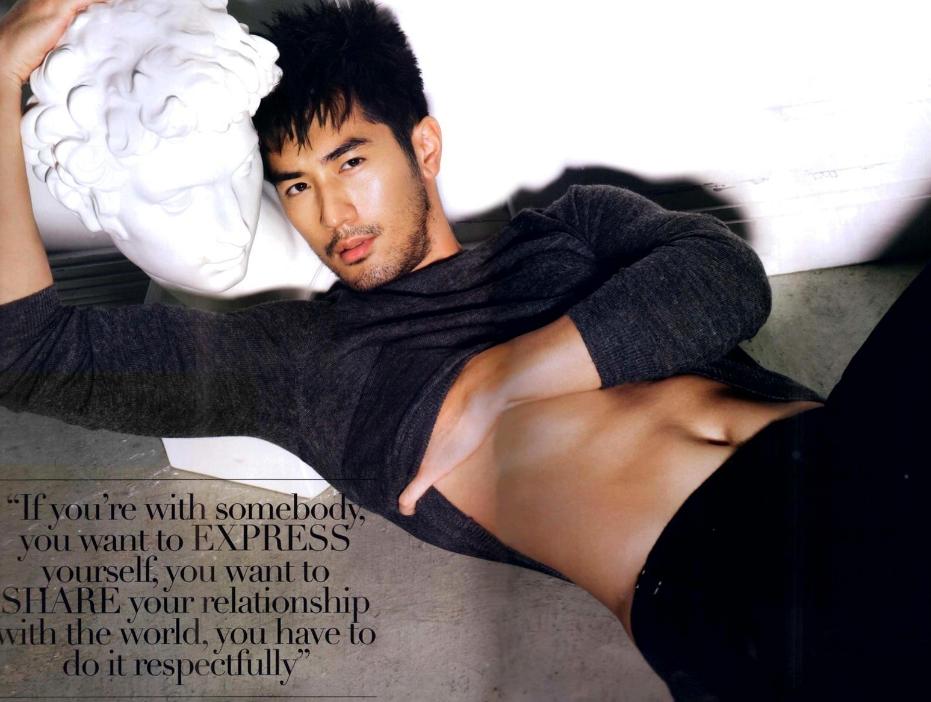 “If you’re with somebody,
you want to EXPRESS
yourself, you want to
SHARE your relationship
with the world, you have to
do it respectfully”